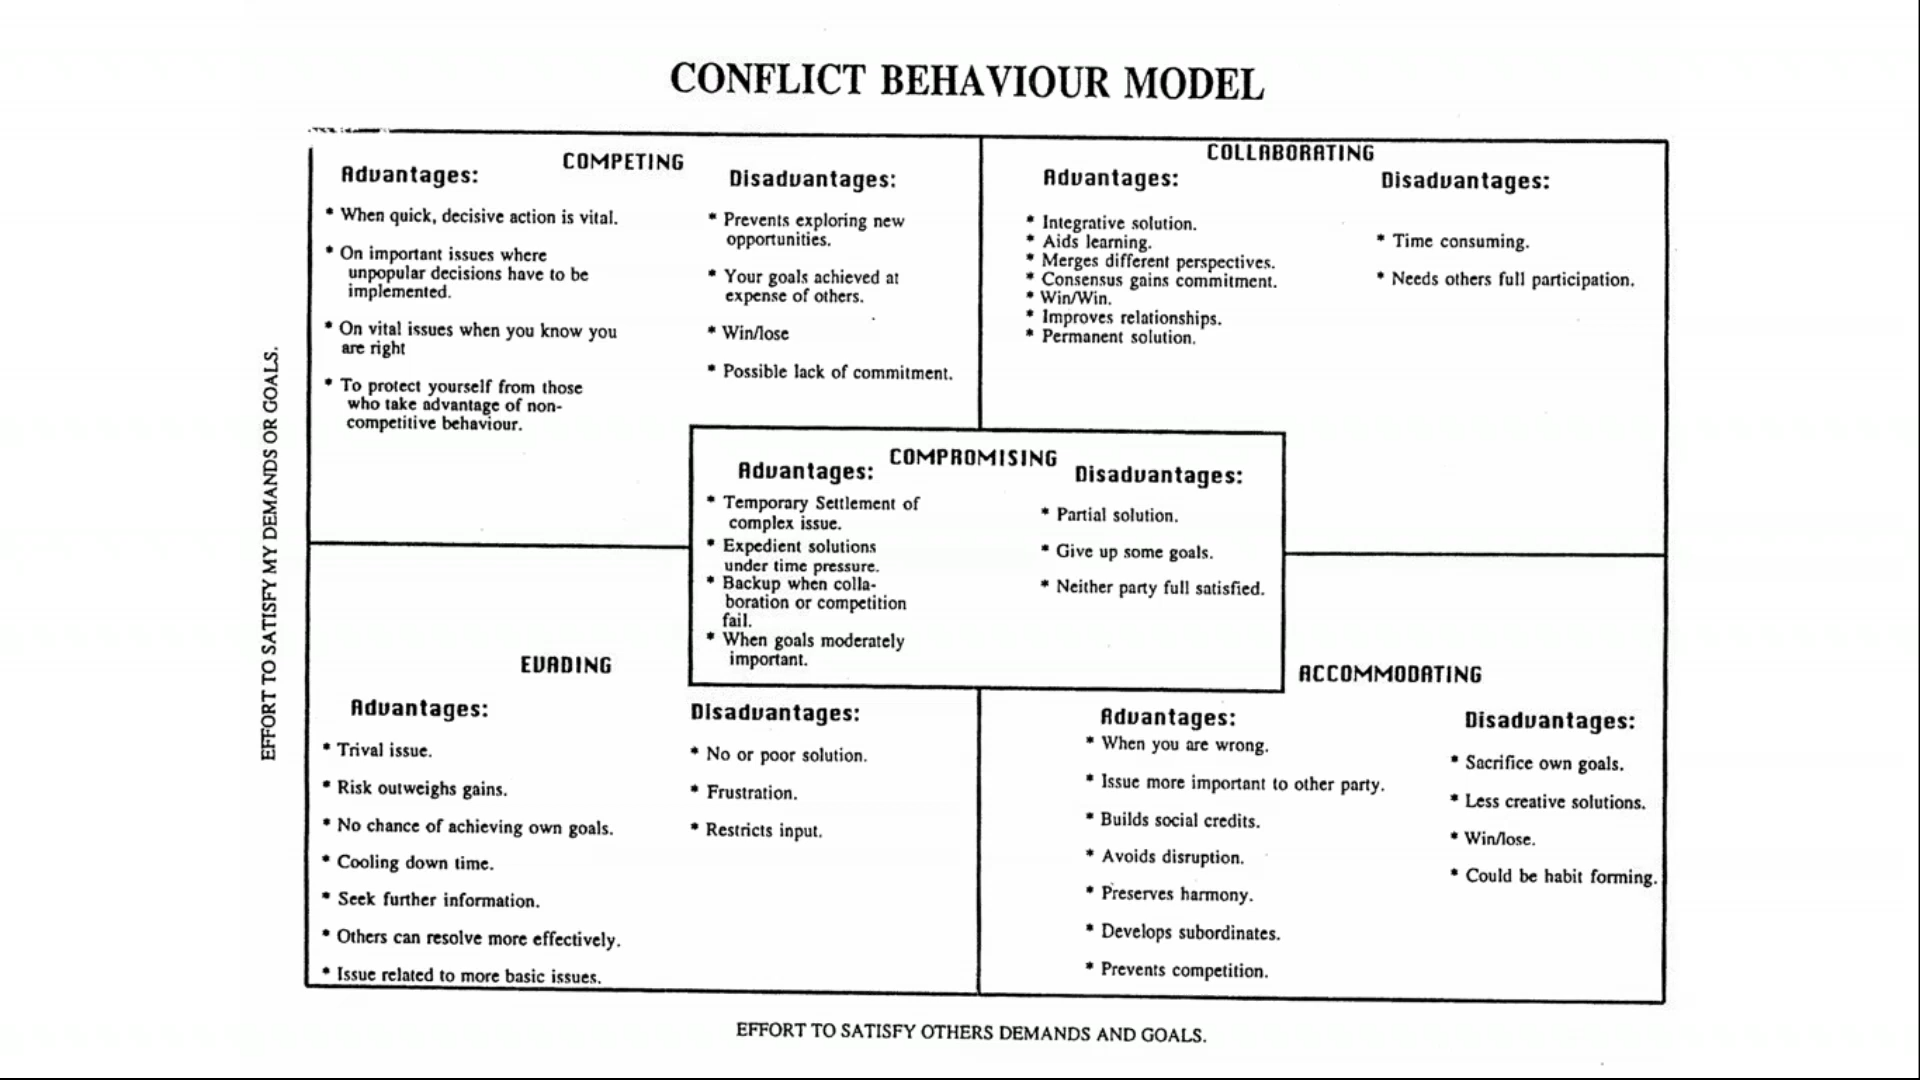 CONFLICT BEHAVIOUR MODEL
COMPETING
Advantages:
* When quick, decisive action is vital.
* On important issues where
unpopular decisions have to be
implemented.
* On vital issues when you know you
are right
* To protect yourself from those
who take advantage of non-
competitive behaviour.
Disadvantages:
* Prevents exploring new
opportunities.
* Your goals achieved at
expense of others.
* Win/lose
* Possible lack of commitment.
COLLABORATING
Advantages:
* Integrative solution.
* Aids learning.
* Merges different perspectives.
* Consensus gains commitment.
* Win/Win.
* Improves relationships.
* Permanent solution.
Disadvantages:
* Time consuming.
* Needs others full participation.
COMPROMISING
Advantages:
* Temporary Settlement of
complex issue.
* Expedient solutions
under time pressure.
* Backup when colla-
boration or competition
fail.
* When goals moderately
important.
Disadvantages:
* Partial solution.
* Give up some goals.
* Neither party full satisfied.
EVADING
Advantages:
* Trival issue.
* Risk outweighs gains.
* No chance of achieving own goals.
* Cooling down time.
* Seek further information.
* Others can resolve more effectively.
* Issue related to more basic issues.
Disadvantages:
* No or poor solution.
* Frustration.
* Restricts input.
ACCOMMODATING
Advantages:
* When you are wrong.
* Issue more important to other party.
* Builds social credits.
* Avoids disruption.
* Preserves harmony.
* Develops subordinates.
* Prevents competition.
Disadvantages:
* Sacrifice own goals.
* Less creative solutions.
* Win/lose.
* Could be habit forming.
EFFORT TO SATISFY MY DEMANDS OR GOALS.
EFFORT TO SATISFY OTHERS DEMANDS AND GOALS.